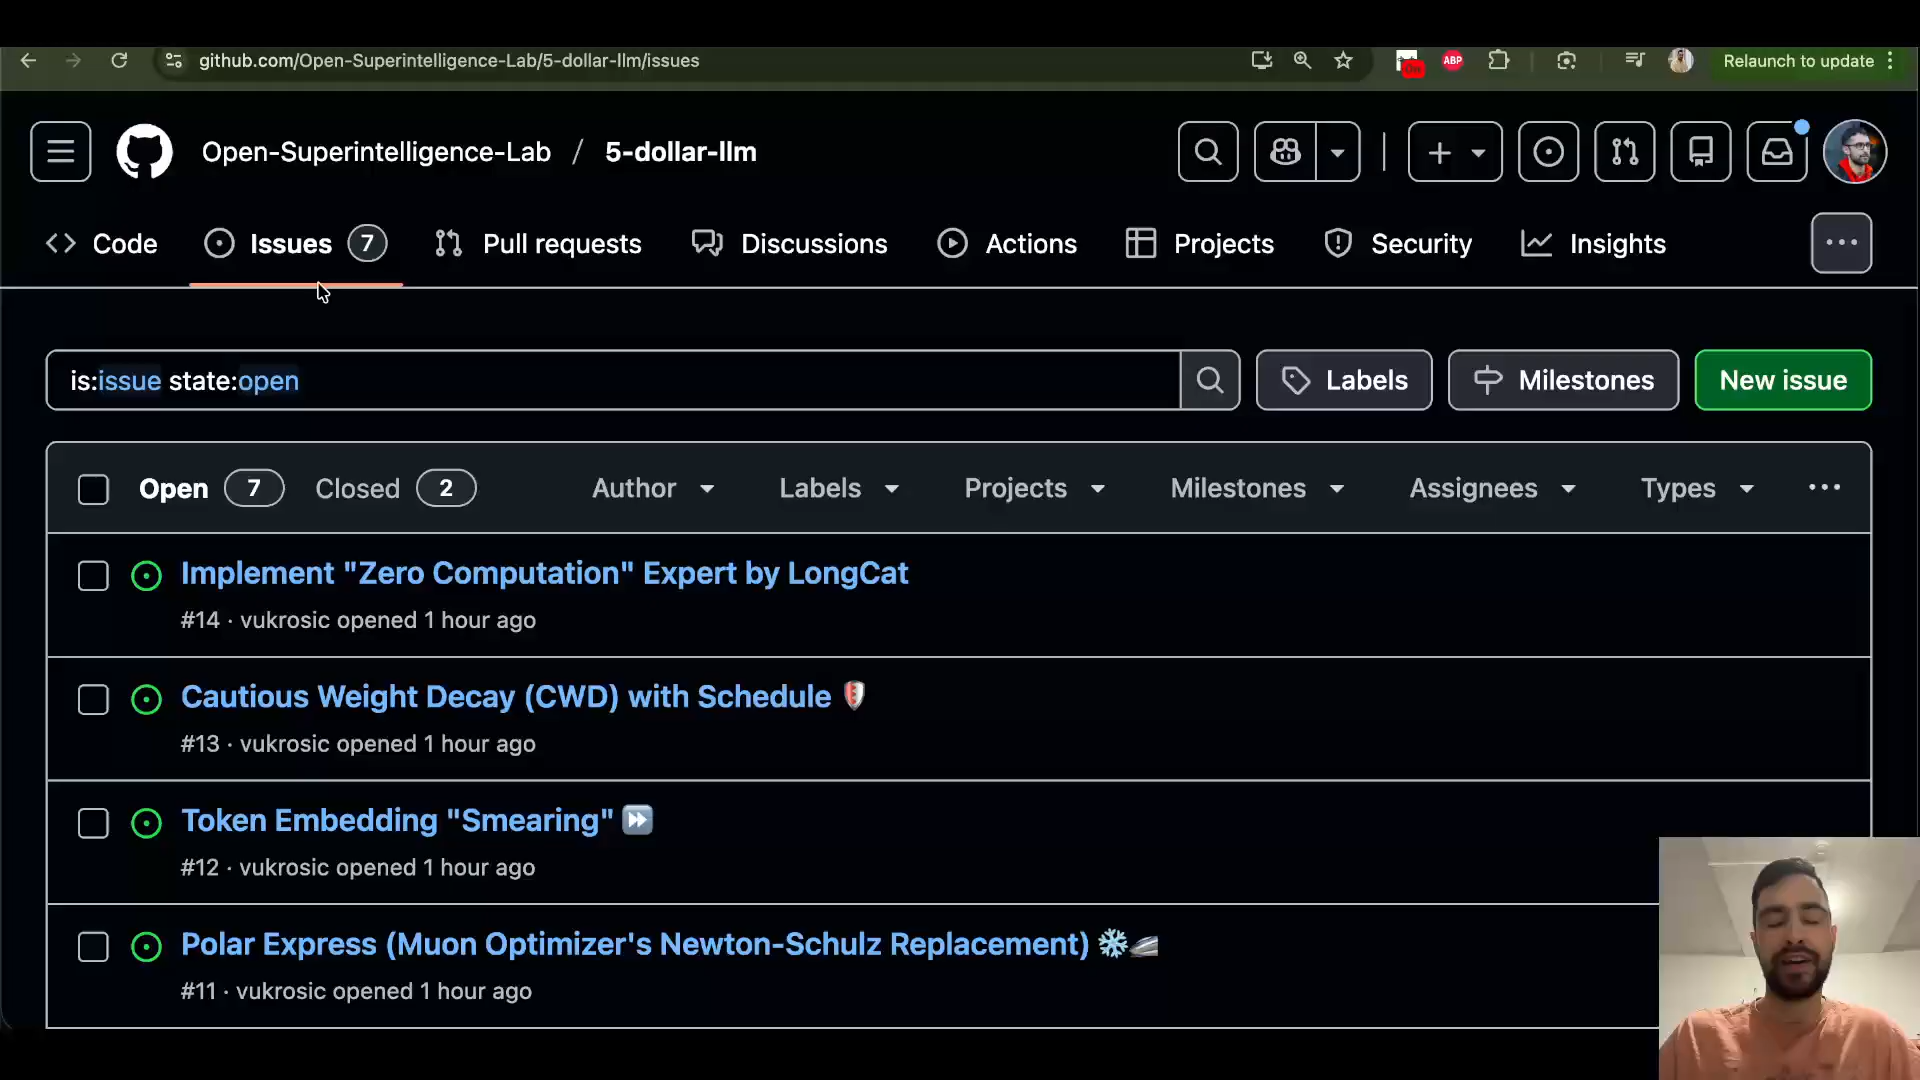 github.com/Open-Superintelligence-Lab/5-dollar-llm/issues
On
ABP
Relaunch to update
Open-Superintelligence-Lab / 5-dollar-llm
Code
Issues 7
Pull requests
Discussions
Actions
Projects
Security
Insights
is:issue state:open
Labels
Milestones
New issue
Open 7
Closed 2
Author
Labels
Projects
Milestones
Assignees
Types
Implement "Zero Computation" Expert by LongCat
#14 · vukrosic opened 1 hour ago
Cautious Weight Decay (CWD) with Schedule
#13 · vukrosic opened 1 hour ago
Token Embedding "Smearing"
#12 · vukrosic opened 1 hour ago
Polar Express (Muon Optimizer's Newton-Schulz Replacement)
#11 · vukrosic opened 1 hour ago